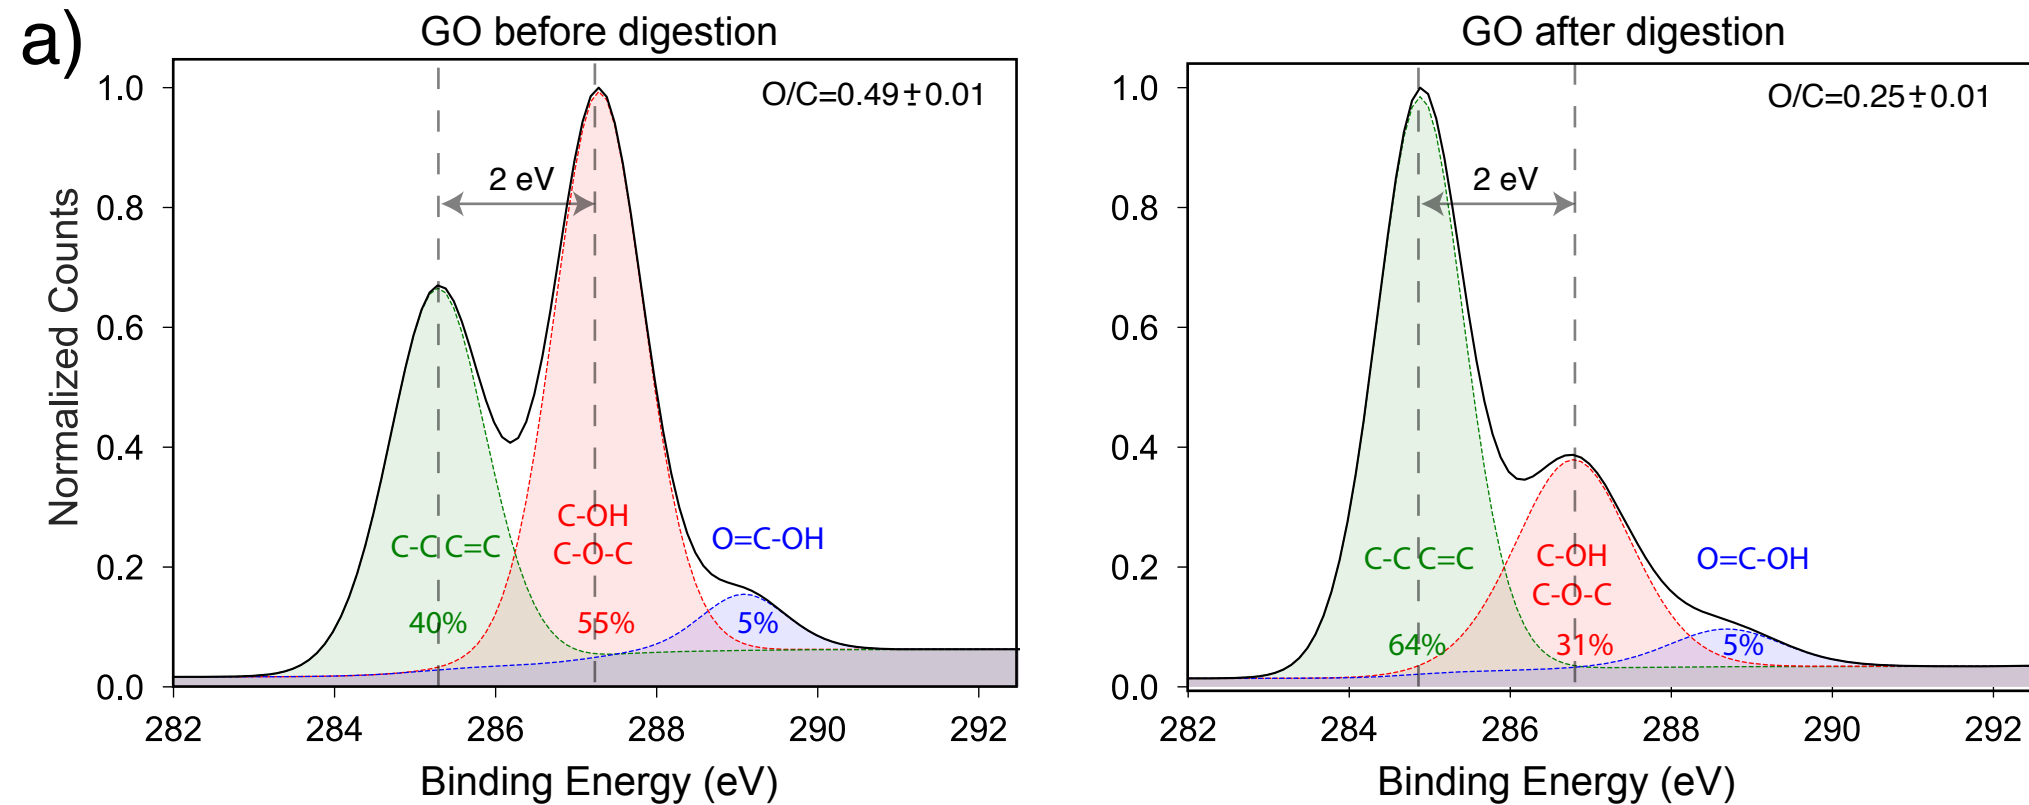 a)
GO before digestion
O/C=0.49±0.01
2 eV
Normalized Counts
1.0
0.8
0.6
0.4
0.2
0.0
C-C C=C
40%
C-OH
C-O-C
55%
O=C-OH
5%
282 284 286 288 290 292
Binding Energy (eV)
GO after digestion
O/C=0.25±0.01
2 eV
1.0
0.8
0.6
0.4
0.2
0.0
C-C C=C
64%
C-OH
C-O-C
31%
O=C-OH
5%
282 284 286 288 290 292
Binding Energy (eV)